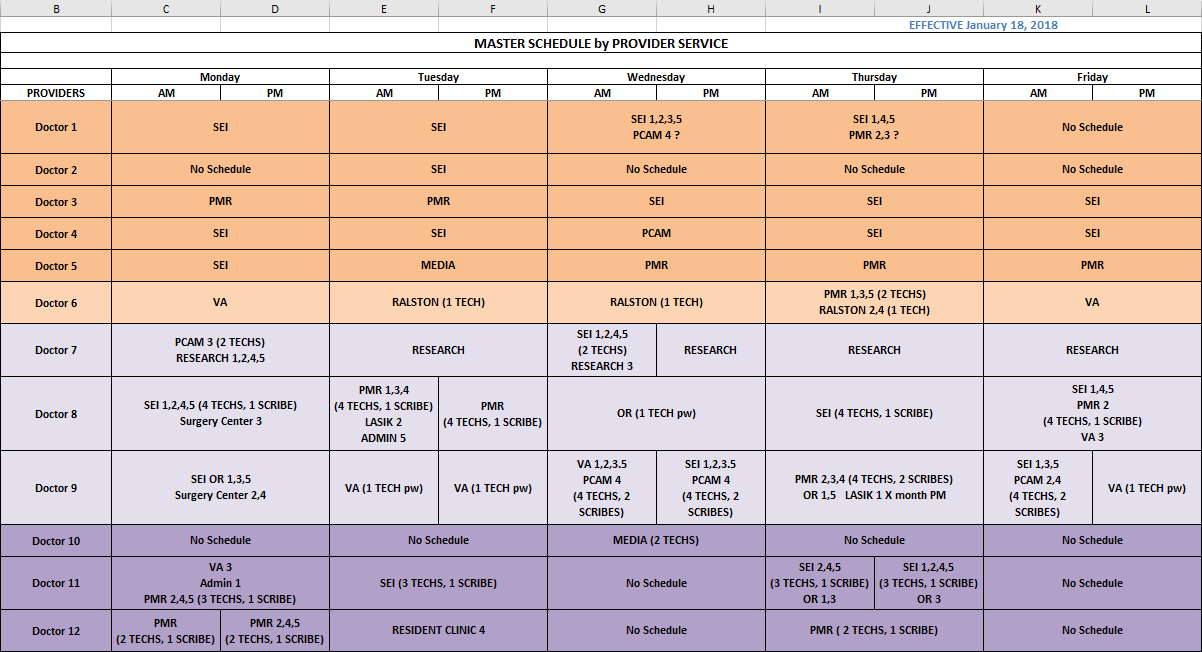 B C D E F G H I J K L
EFFECTIVE January 18, 2018
MASTER SCHEDULE by PROVIDER SERVICE
Monday Tuesday Wednesday Thursday Friday
PROVIDERS AM PM AM PM AM PM AM PM AM PM
Doctor 1
SEI
SEI
SEI 1,2,3,5
PCAM 4 ?
SEI 1,4,5
PMR 2,3 ?
No Schedule
Doctor 2
No Schedule
SEI
No Schedule
No Schedule
No Schedule
Doctor 3
PMR
PMR
SEI
SEI
SEI
Doctor 4
SEI
SEI
PCAM
SEI
SEI
Doctor 5
SEI
MEDIA
PMR
PMR
PMR
Doctor 6
VA
RALSTON (1 TECH)
RALSTON (1 TECH)
PMR 1,3,5 (2 TECHS)
RALSTON 2,4 (1 TECH)
VA
Doctor 7
PCAM 3 (2 TECHS)
RESEARCH 1,2,4,5
RESEARCH
SEI 1,2,4,5
(2 TECHS)
RESEARCH 3
RESEARCH
RESEARCH
RESEARCH
Doctor 8
SEI 1,2,4,5 (4 TECHS, 1 SCRIBE)
Surgery Center 3
PMR 1,3,4
(4 TECHS, 1 SCRIBE)
LASIK 2
ADMIN 5
PMR
(4 TECHS, 1 SCRIBE)
OR (1 TECH pw)
SEI (4 TECHS, 1 SCRIBE)
SEI 1,4,5
PMR 2
(4 TECHS, 1 SCRIBE)
VA 3
Doctor 9
SEI OR 1,3,5
Surgery Center 2,4
VA (1 TECH pw)
VA (1 TECH pw)
VA 1,2,3.5
PCAM 4
(4 TECHS, 2
SCRIBES)
SEI 1,2,3.5
PCAM 4
(4 TECHS, 2
SCRIBES)
PMR 2,3,4 (4 TECHS, 2 SCRIBES)
OR 1,5 LASIK 1 X month PM
SEI 1,3,5
PCAM 2,4
(4 TECHS, 2
SCRIBES)
VA (1 TECH pw)
Doctor 10
No Schedule
No Schedule
MEDIA (2 TECHS)
No Schedule
No Schedule
Doctor 11
VA 3
Admin 1
PMR 2,4,5 (3 TECHS, 1 SCRIBE)
SEI (3 TECHS, 1 SCRIBE)
No Schedule
SEI 2,4,5
(3 TECHS, 1 SCRIBE)
OR 1,3
SEI 1,2,4,5
(3 TECHS, 1 SCRIBE)
OR 3
No Schedule
Doctor 12
PMR
(2 TECHS, 1 SCRIBE)
PMR 2,4,5
(2 TECHS, 1 SCRIBE)
RESIDENT CLINIC 4
No Schedule
PMR ( 2 TECHS, 1 SCRIBE)
No Schedule